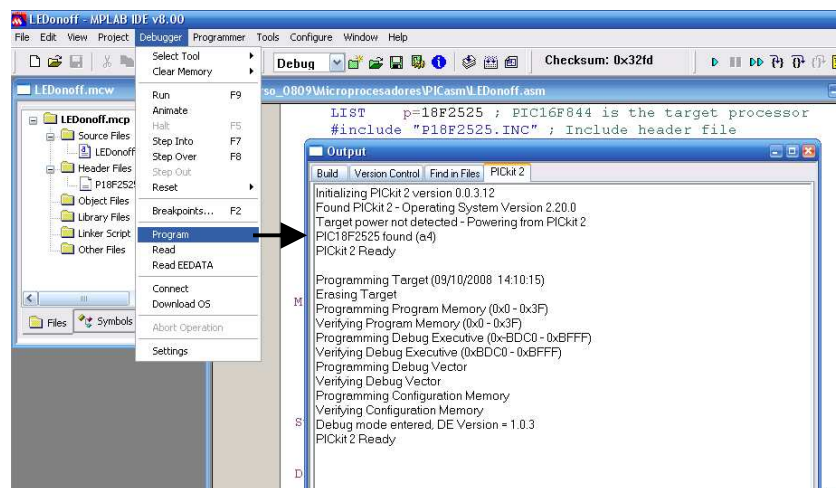 LEDonoff - MPLAB IDE v8.00
File Edit View Project Debugger Programmer Tools Configure Window Help
Debug
Checksum: 0x32fd
Select Tool
Clear Memory
Run F9
Animate
Halt F5
Step Into F7
Step Over F8
Step Out
Reset
Breakpoints... F2
Program
Read
Read EEDATA
Connect
Download OS
Abort Operation
Settings
LEDonoff.mcw
LEDonoff.mcp
Source Files
LEDonoff
Header Files
P18F252
Object Files
Library Files
Linker Script
Other Files
Files Symbols
so_0809\Microprocesadores\PICasm\LEDonoff.asm
LIST p=18F2525 ; PIC16F844 is the target processor
#include "P18F2525.INC" ; Include header file
M
S
D
Output
Build Version Control Find in Files PICkit 2
Initializing PICkit 2 version 0.0.3.12
Found PICkit 2 - Operating System Version 2.20.0
Target power not detected - Powering from PICkit 2
PIC18F2525 found (a4)
PICkit 2 Ready
Programming Target (09/10/2008 14:10:15)
Erasing Target
Programming Program Memory (0x0 - 0x3F)
Verifying Program Memory (0x0 - 0x3F)
Programming Debug Executive (0x-BDC0 - 0xBFFF)
Verifying Debug Executive (0xBDC0 - 0xBFFF)
Programming Debug Vector
Verifying Debug Vector
Programming Configuration Memory
Verifying Configuration Memory
Debug mode entered, DE Version = 1.0.3
PICkit 2 Ready